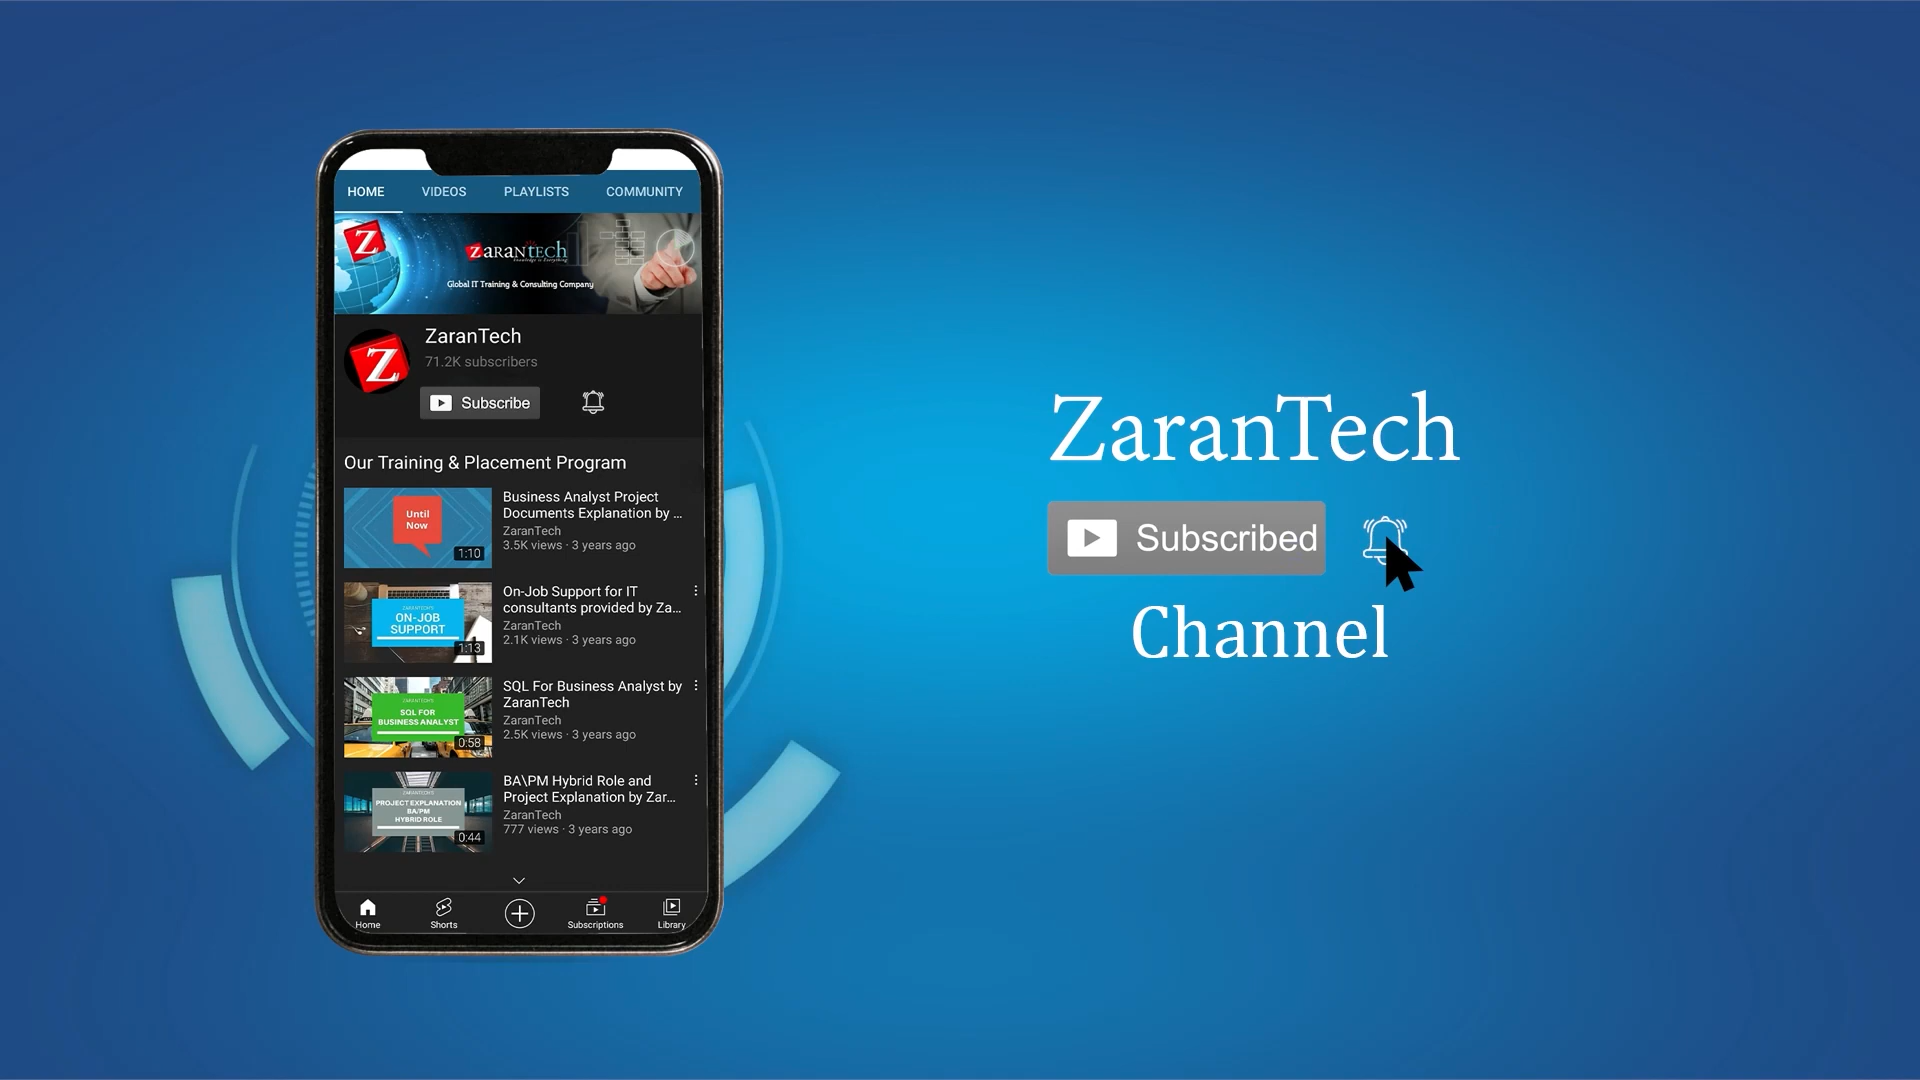 HOME VIDEOS PLAYLISTS COMMUNITY
Z
ZARANTECH
Global IT Training & Consulting Company
Z
ZaranTech
71.2K subscribers
Subscribe
Our Training & Placement Program
Until
Now
1:10
Business Analyst Project
Documents Explanation by ...
ZaranTech
3.5K views · 3 years ago
ON-JOB
SUPPORT
1:13
On-Job Support for IT
consultants provided by Za...
ZaranTech
2.1K views · 3 years ago
SQL FOR
BUSINESS ANALYST
0:58
SQL For Business Analyst by
ZaranTech
ZaranTech
2.5K views · 3 years ago
PROJECT EXPLANATION
BA/PM
HYBRID ROLE
0:44
BA\PM Hybrid Role and
Project Explanation by Zar...
ZaranTech
777 views · 3 years ago
Home Shorts Subscriptions Library
ZaranTech
Subscribed
Channel